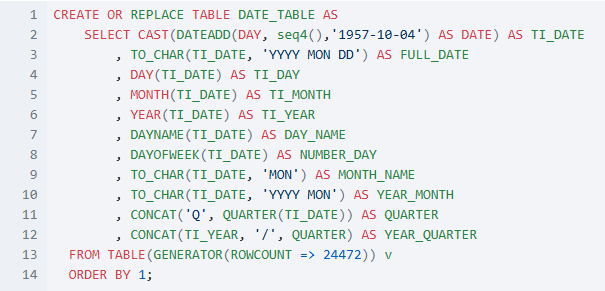 1 CREATE OR REPLACE TABLE DATE_TABLE AS
2 SELECT CAST(DATEADD(DAY, seq4(),'1957-10-04') AS DATE) AS TI_DATE
3 , TO_CHAR(TI_DATE, 'YYYY MON DD') AS FULL_DATE
4 , DAY(TI_DATE) AS TI_DAY
5 , MONTH(TI_DATE) AS TI_MONTH
6 , YEAR(TI_DATE) AS TI_YEAR
7 , DAYNAME(TI_DATE) AS DAY_NAME
8 , DAYOFWEEK(TI_DATE) AS NUMBER_DAY
9 , TO_CHAR(TI_DATE, 'MON') AS MONTH_NAME
10 , TO_CHAR(TI_DATE, 'YYYY MON') AS YEAR_MONTH
11 , CONCAT('Q', QUARTER(TI_DATE)) AS QUARTER
12 , CONCAT(TI_YEAR, '/', QUARTER) AS YEAR_QUARTER
13 FROM TABLE(GENERATOR(ROWCOUNT => 24472)) v
14 ORDER BY 1;